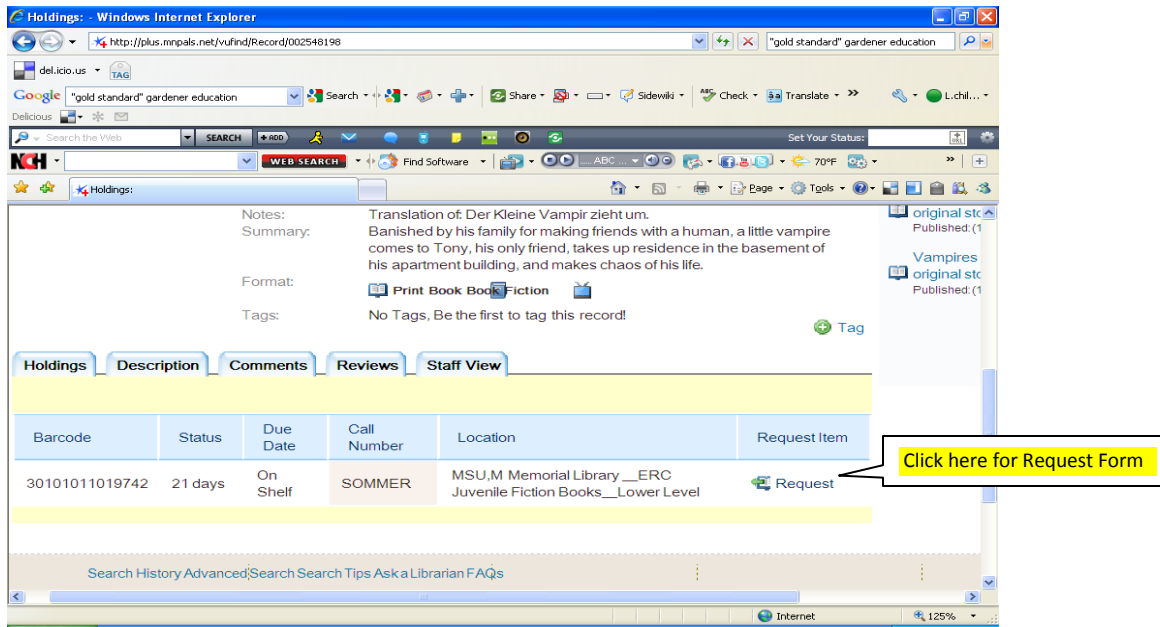 Holdings: - Windows Internet Explorer
http://plus.mnpals.net/vufind/Record/002548198
"gold standard" gardener education
del.icio.us TAG
Google "gold standard" gardener education Search Share Sidewiki Check Translate L.chil...
Delicious
Search the Web SEARCH +ADD Set Your Status:
NCH WEB SEARCH Find Software ABC ... 70°F
Holdings: Page Tools
Notes: Translation of: Der Kleine Vampir zieht um.
Summary: Banished by his family for making friends with a human, a little vampire
comes to Tony, his only friend, takes up residence in the basement of
his apartment building, and makes chaos of his life.
Format: Print Book Book Fiction
Tags: No Tags, Be the first to tag this record!
Tag
original sto
Published: (1
Vampires
original sto
Published: (1
Holdings Description Comments Reviews Staff View
Barcode Status Due Date Call Number Location Request Item
30101011019742 21 days On Shelf SOMMER MSU,M Memorial Library __ERC
Juvenile Fiction Books__Lower Level Request
Click here for Request Form
Search History Advanced Search Search Tips Ask a Librarian FAQs
Internet 125%